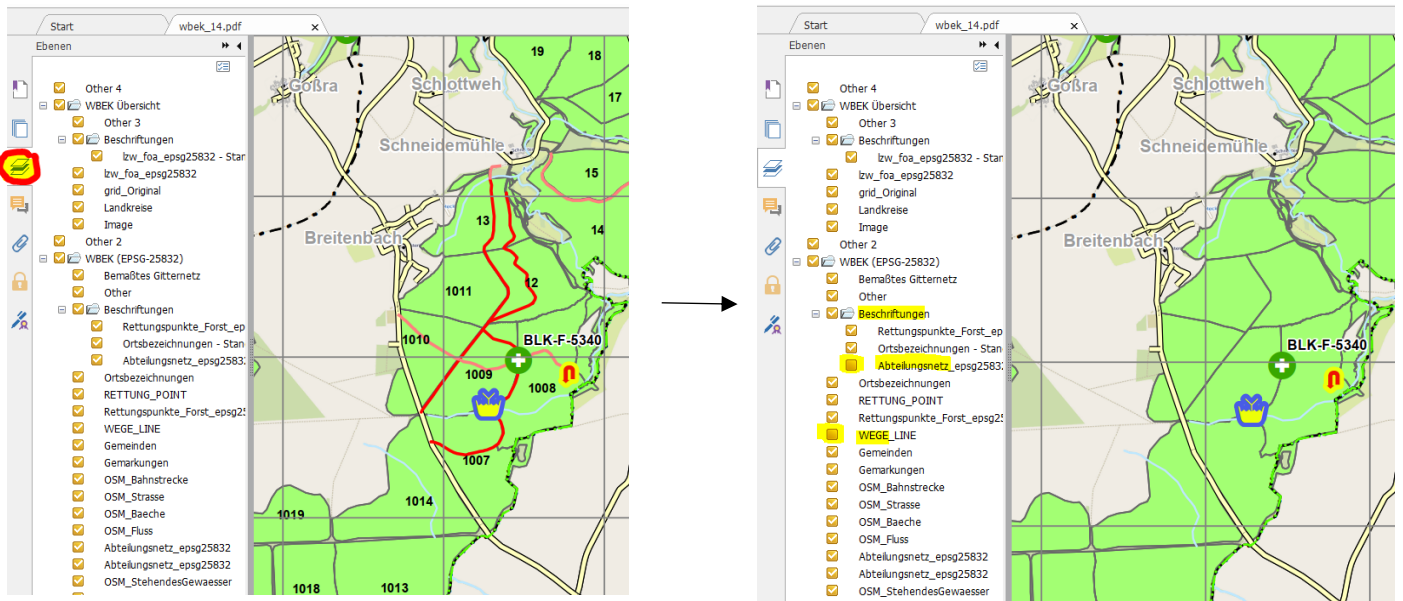 Start
wbek_14.pdf
x
Ebenen
Other 4
WBEK Übersicht
Other 3
Beschriftungen
lzw_foa_epsg25832 - Star
lzw_foa_epsg25832
grid_Original
Landkreise
Image
Other 2
WBEK (EPSG-25832)
Bemaßtes Gitternetz
Other
Beschriftungen
Rettungspunkte_Forst_ep
Ortsbezeichnungen - Stan
Abteilungsnetz_epsg2583
Ortsbezeichnungen
RETTUNG_POINT
Rettungspunkte_Forst_epsg2
WEGE_LINE
Gemeinden
Gemarkungen
OSM_Bahnstrecke
OSM_Strasse
OSM_Baeche
OSM_Fluss
Abteilungsnetz_epsg25832
Abteilungsnetz_epsg25832
OSM_StehendesGewaesser
Goßra
Schlottweh
19
18
17
Schneidemühle
15
13
14
Breitenbach
12
1011
1010
BLK-F-5340
1009
1008
1007
1014
1019
1018
1013
Start
wbek_14.pdf
x
Ebenen
Other 4
WBEK Übersicht
Other 3
Beschriftungen
lzw_foa_epsg25832 - Star
lzw_foa_epsg25832
grid_Original
Landkreise
Image
Other 2
WBEK (EPSG-25832)
Bemaßtes Gitternetz
Other
Beschriftungen
Rettungspunkte_Forst_ep
Ortsbezeichnungen - Stan
Abteilungsnetz_epsg2583
Ortsbezeichnungen
RETTUNG_POINT
Rettungspunkte_Forst_epsg25
WEGE_LINE
Gemeinden
Gemarkungen
OSM_Bahnstrecke
OSM_Strasse
OSM_Baeche
OSM_Fluss
Abteilungsnetz_epsg25832
Abteilungsnetz_epsg25832
OSM_StehendesGewaesser
Goßra
Schlottweh
Schneidemühle
Breitenbach
BLK-F-5340